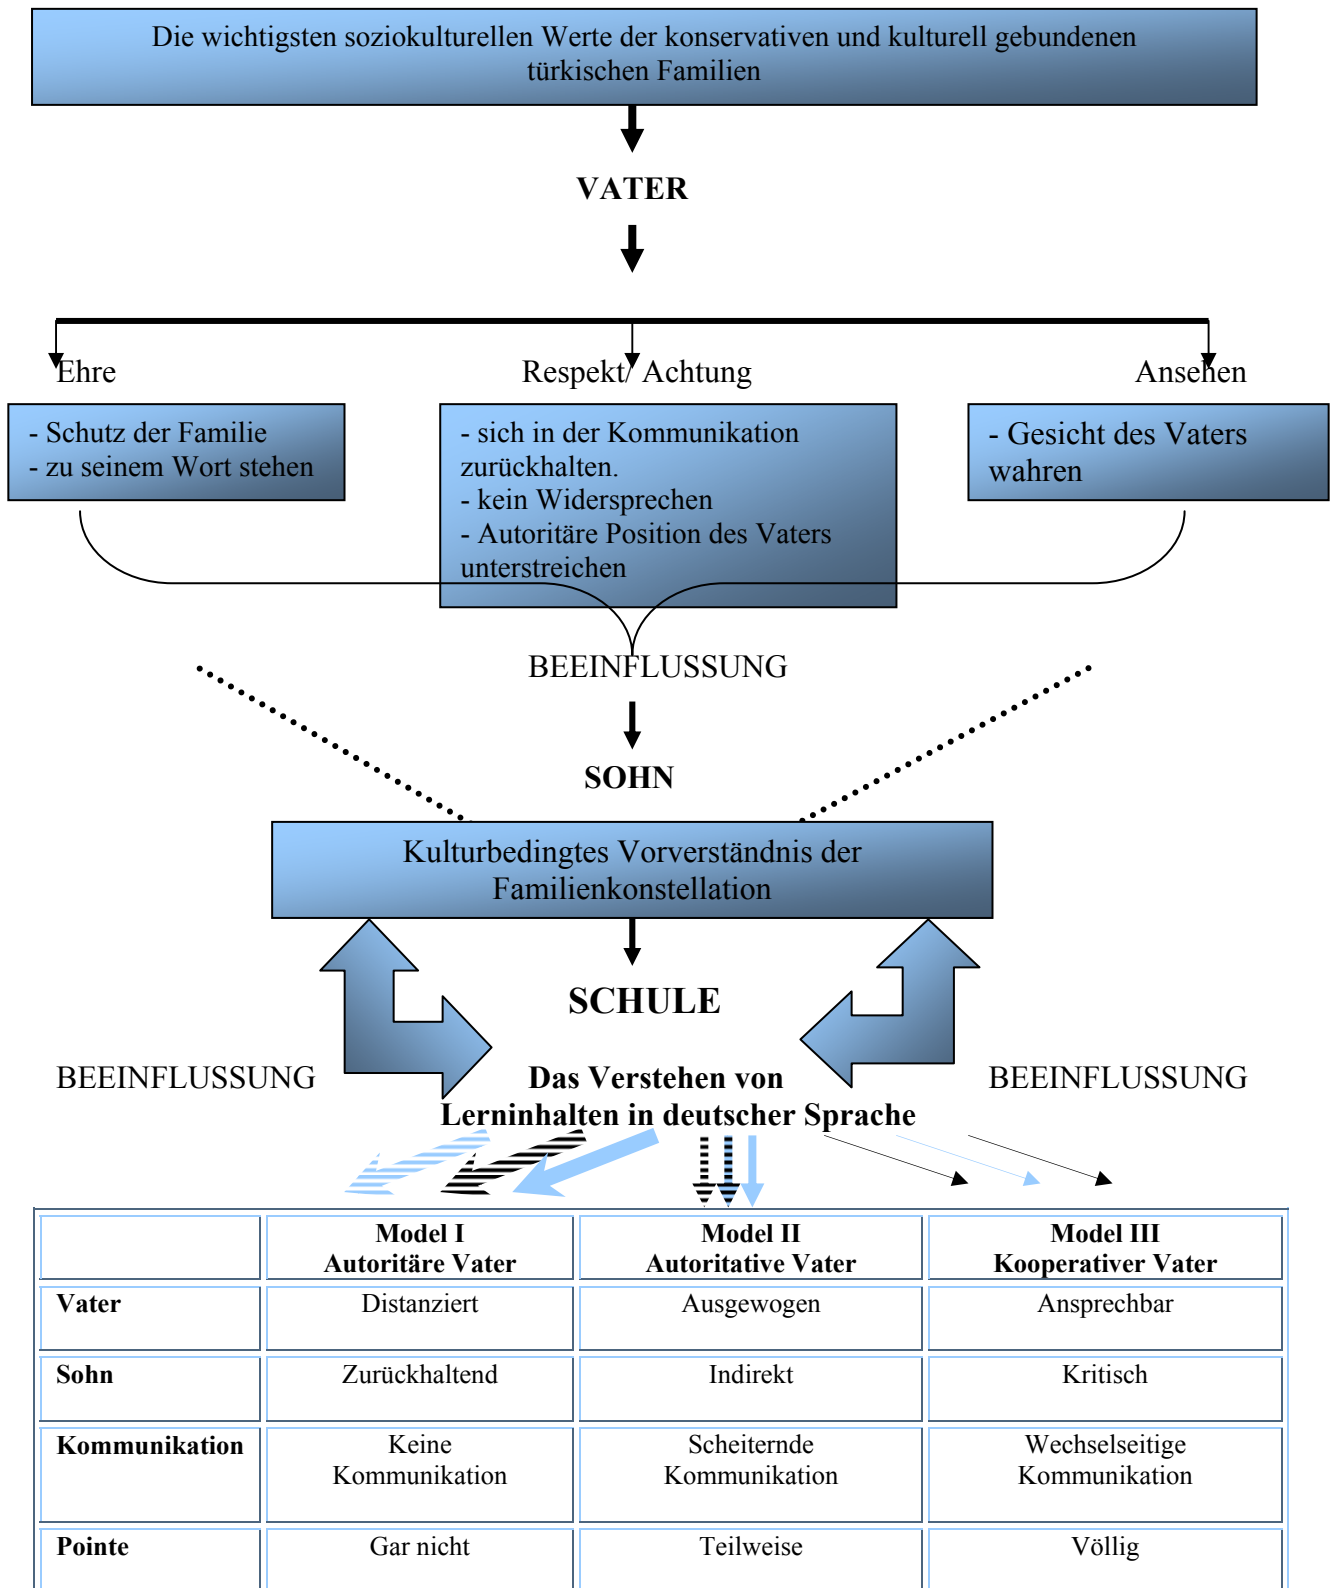 Die wichtigsten soziokulturellen Werte der konservativen und kulturell gebundenen
türkischen Familien
VATER
Ehre
Respekt/ Achtung
Ansehen
- Schutz der Familie
- zu seinem Wort stehen
- sich in der Kommunikation
zurückhalten.
- kein Widersprechen
- Autoritäre Position des Vaters
unterstreichen
- Gesicht des Vaters
wahren
BEEINFLUSSUNG
SOHN
Kulturbedingtes Vorverständnis der
Familienkonstellation
SCHULE
BEEINFLUSSUNG
Das Verstehen von
Lerninhalten in deutscher Sprache
BEEINFLUSSUNG
Model I
Autoritäre Vater
Model II
Autoritative Vater
Model III
Kooperativer Vater
Vater
Distanziert
Ausgewogen
Ansprechbar
Sohn
Zurückhaltend
Indirekt
Kritisch
Kommunikation
Keine
Kommunikation
Scheiternde
Kommunikation
Wechselseitige
Kommunikation
Pointe
Gar nicht
Teilweise
Völlig